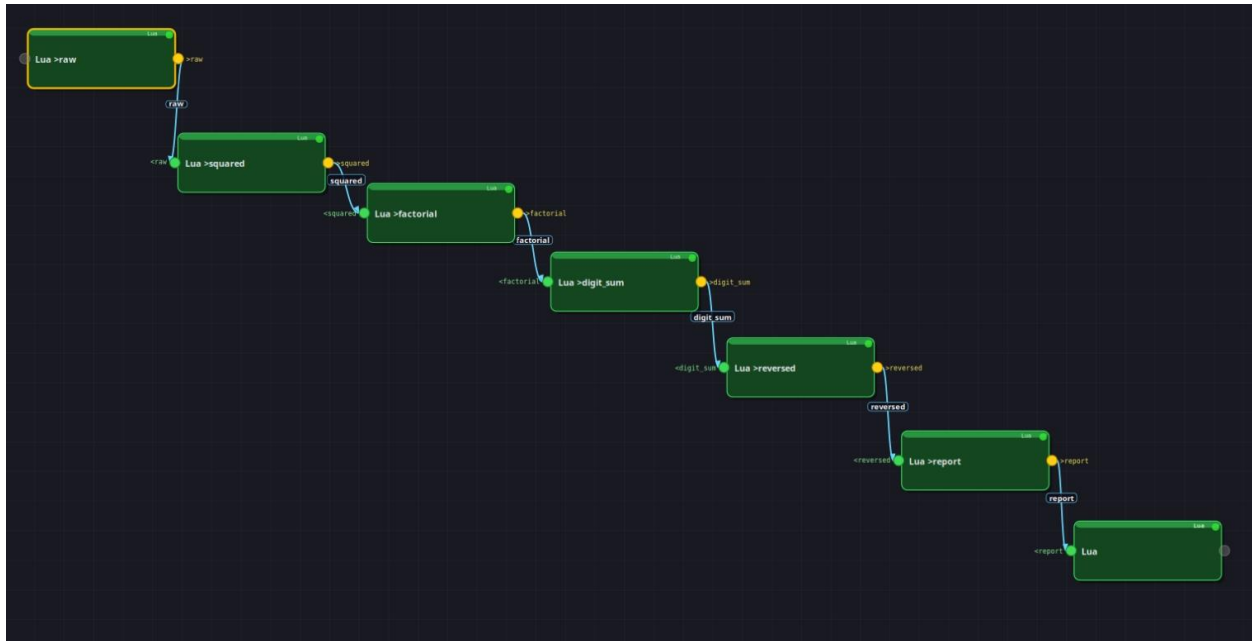 Lua
Lua >raw
>raw
raw
Lua
<raw
Lua >squared
>squared
squared
Lua
<squared
Lua >factorial
>factorial
factorial
Lua
<factorial
Lua >digit_sum
>digit_sum
digit_sum
Lua
<digit_sum
Lua >reversed
>reversed
reversed
Lua
<reversed
Lua >report
>report
report
Lua
<report
Lua